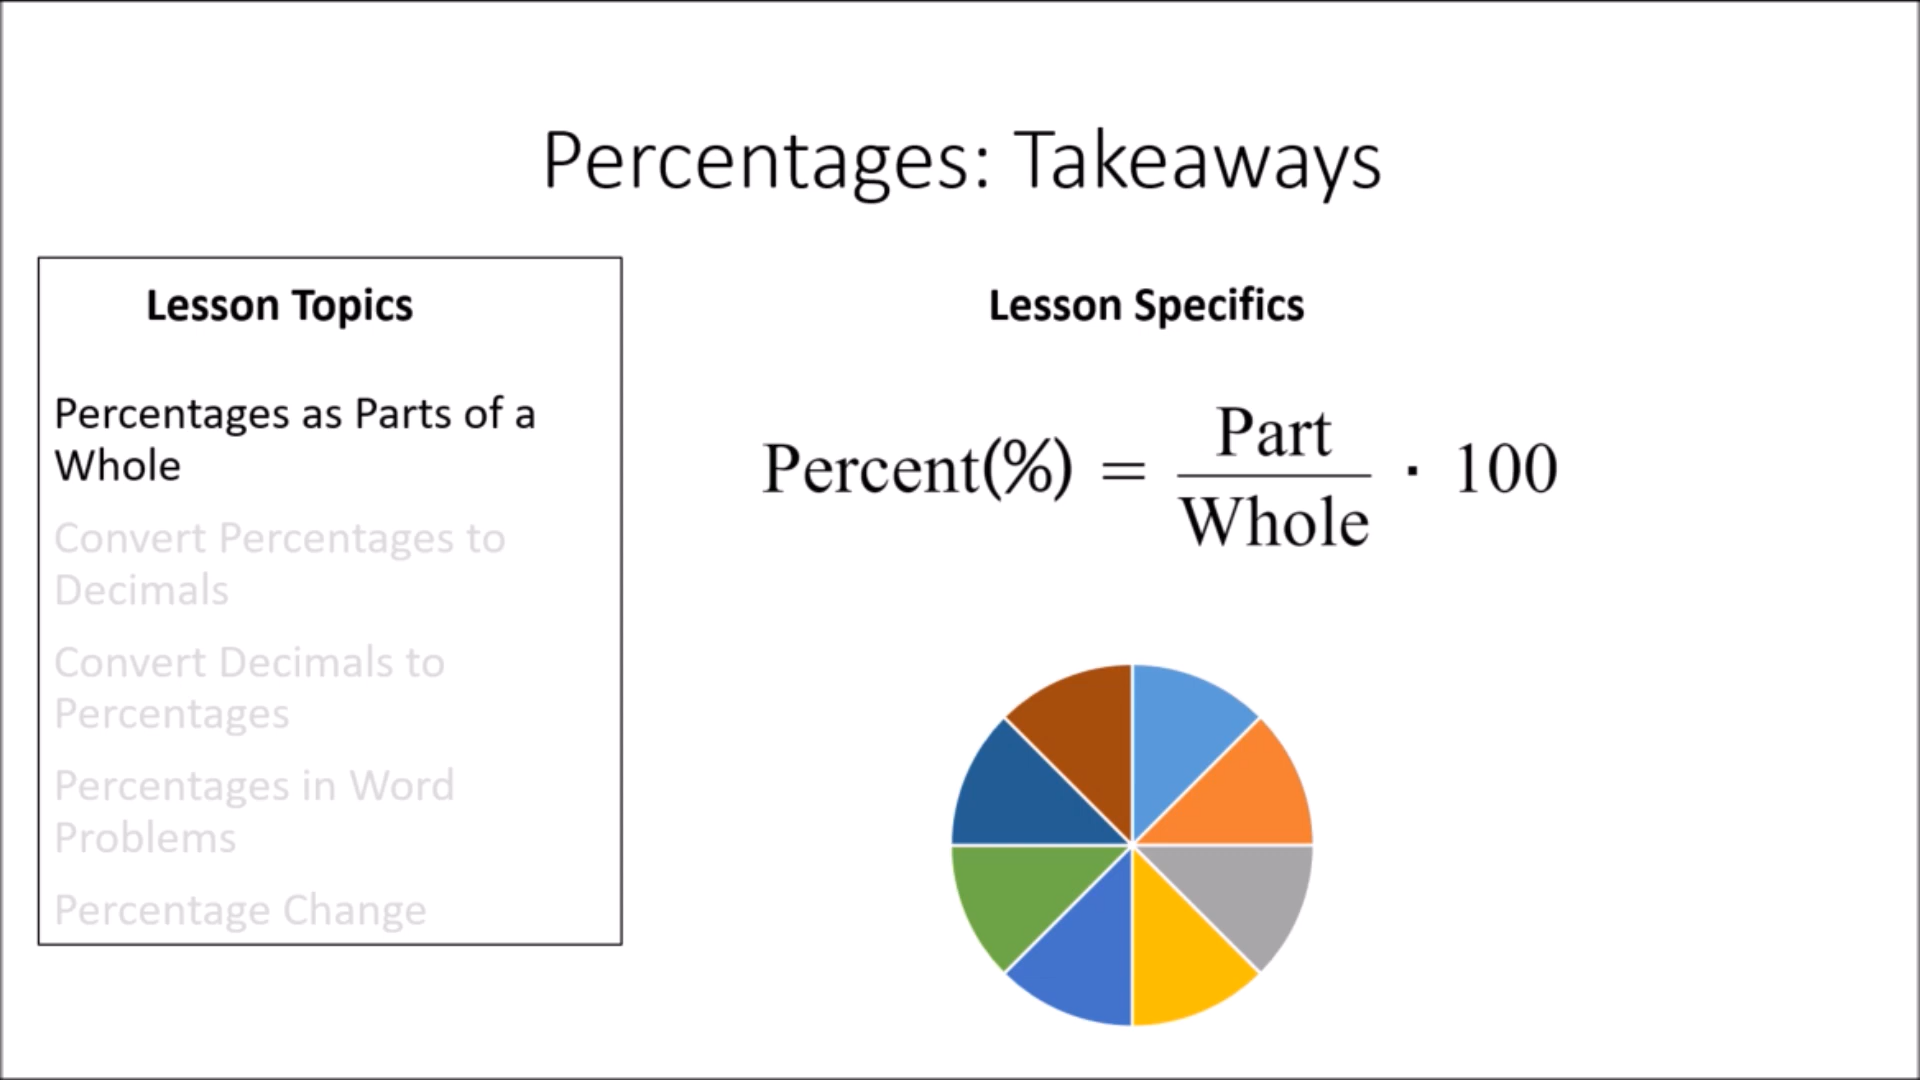 Percentages: Takeaways
Lesson Topics
Percentages as Parts of a
Whole
Convert Percentages to
Decimals
Convert Decimals to
Percentages
Percentages in Word
Problems
Percentage Change
Lesson Specifics
Percent(%) = Part/Whole · 100